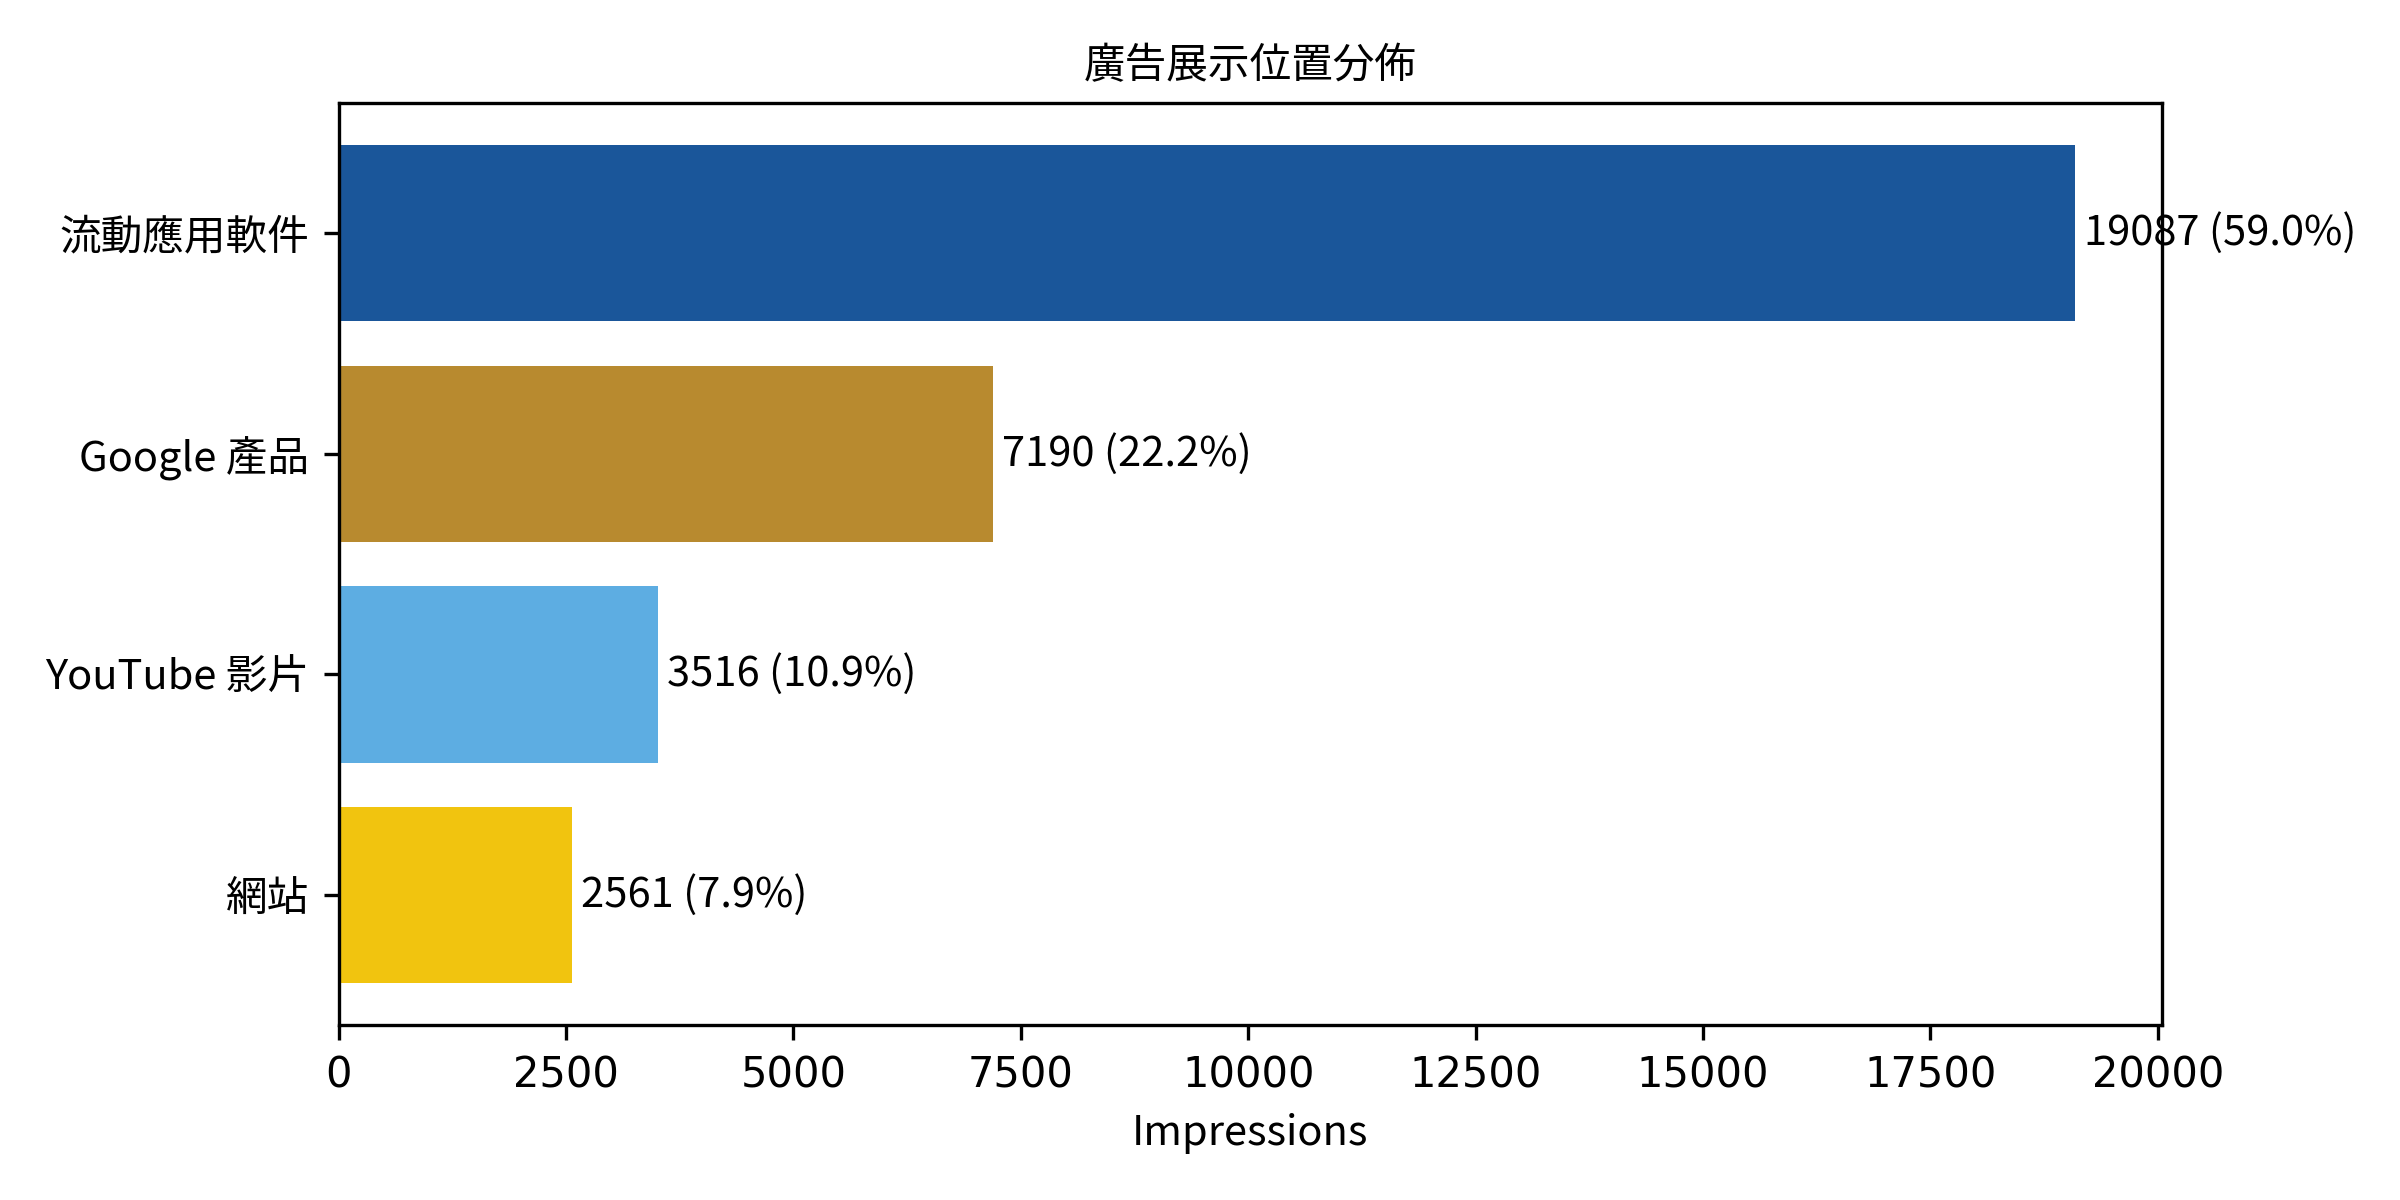 廣告展示位置分佈
流動應用軟件
19087 (59.0%)
Google 產品
7190 (22.2%)
YouTube 影片
3516 (10.9%)
網站
2561 (7.9%)
0 2500 5000 7500 10000 12500 15000 17500 20000
Impressions